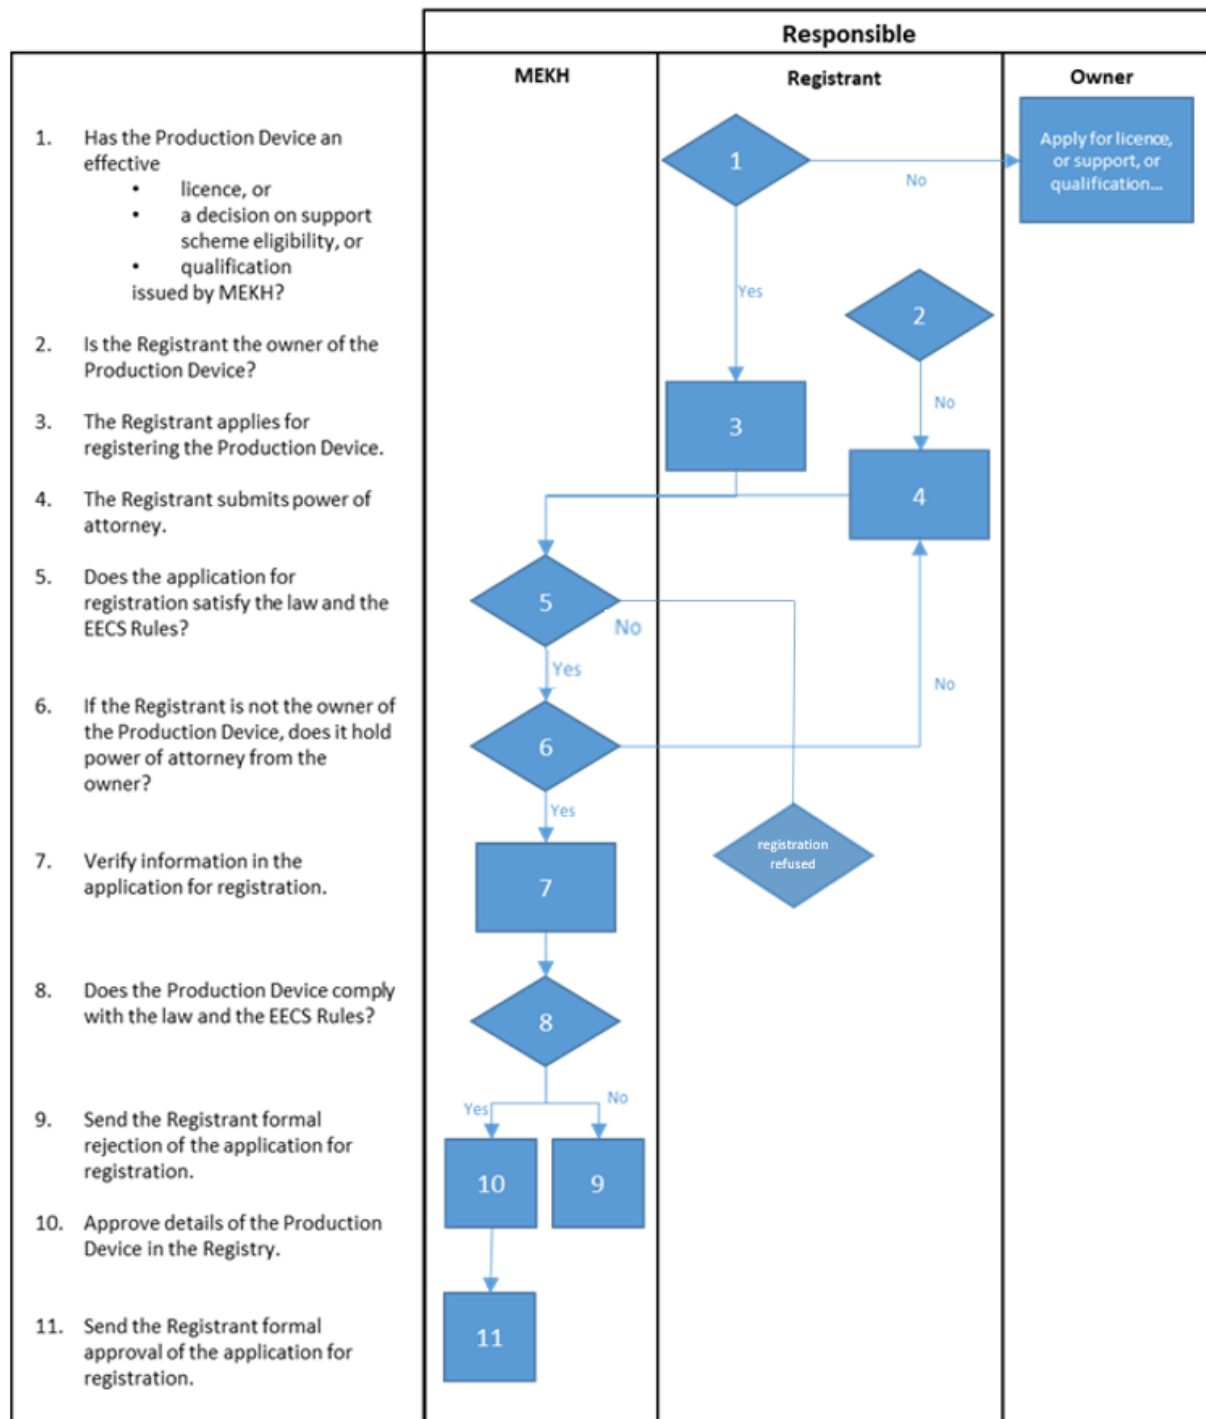 Responsible
MEKH
Registrant
Owner
1. Has the Production Device an
effective
• licence, or
• a decision on support
scheme eligibility, or
• qualification
issued by MEKH?
2. Is the Registrant the owner of the
Production Device?
3. The Registrant applies for
registering the Production Device.
4. The Registrant submits power of
attorney.
5. Does the application for
registration satisfy the law and the
EECS Rules?
6. If the Registrant is not the owner of
the Production Device, does it hold
power of attorney from the
owner?
7. Verify information in the
application for registration.
8. Does the Production Device comply
with the law and the EECS Rules?
9. Send the Registrant formal
rejection of the application for
registration.
10. Approve details of the Production
Device in the Registry.
11. Send the Registrant formal
approval of the application for
registration.
1
No
Apply for licence,
or support, or
qualification...
Yes
2
No
3
4
5
No
Yes
6
No
Yes
registration
refused
7
8
Yes
No
10
9
11